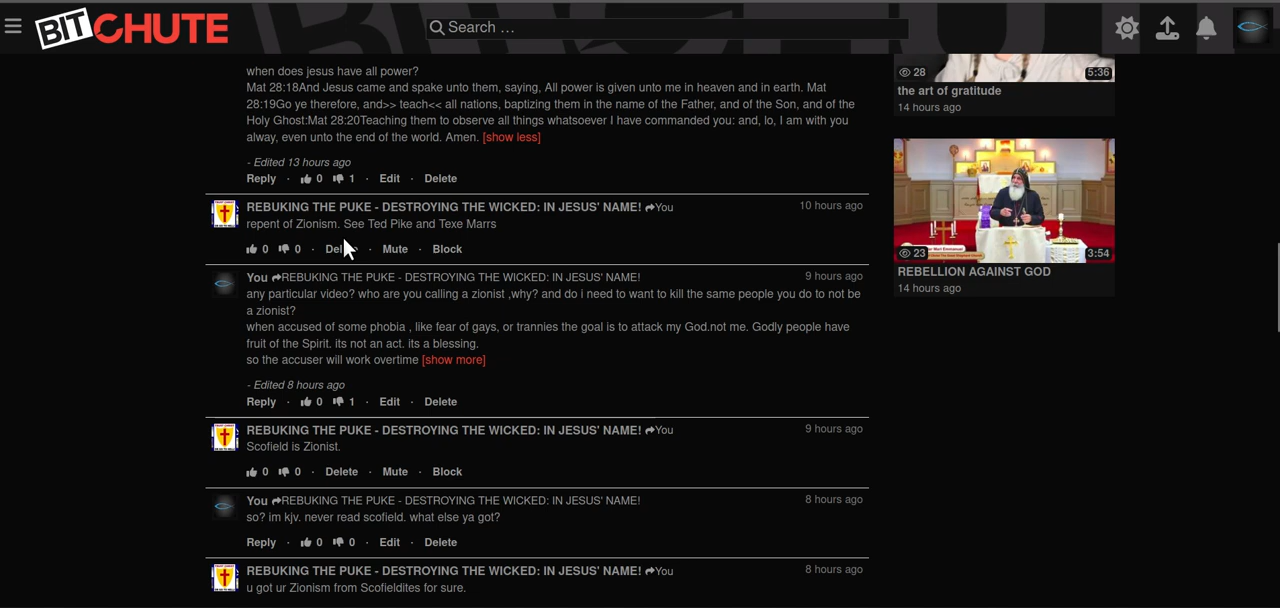 BITCHUTE
Search …
when does jesus have all power?
Mat 28:18And Jesus came and spake unto them, saying, All power is given unto me in heaven and in earth. Mat
28:19Go ye therefore, and>> teach<< all nations, baptizing them in the name of the Father, and of the Son, and of the
Holy Ghost:Mat 28:20Teaching them to observe all things whatsoever I have commanded you: and, lo, I am with you
alway, even unto the end of the world. Amen. [show less]
- Edited 13 hours ago
Reply · 0 1 · Edit · Delete
REBUKING THE PUKE - DESTROYING THE WICKED: IN JESUS' NAME! You 10 hours ago
repent of Zionism. See Ted Pike and Texe Marrs
0 0 · Delete · Mute · Block
You REBUKING THE PUKE - DESTROYING THE WICKED: IN JESUS' NAME! 9 hours ago
any particular video? who are you calling a zionist ,why? and do i need to want to kill the same people you do to not be
a zionist?
when accused of some phobia , like fear of gays, or trannies the goal is to attack my God.not me. Godly people have
fruit of the Spirit. its not an act. its a blessing.
so the accuser will work overtime [show more]
- Edited 8 hours ago
Reply · 0 1 · Edit · Delete
REBUKING THE PUKE - DESTROYING THE WICKED: IN JESUS' NAME! You 9 hours ago
Scofield is Zionist.
0 0 · Delete · Mute · Block
You REBUKING THE PUKE - DESTROYING THE WICKED: IN JESUS' NAME! 8 hours ago
so? im kjv. never read scofield. what else ya got?
Reply · 0 0 · Edit · Delete
REBUKING THE PUKE - DESTROYING THE WICKED: IN JESUS' NAME! You 8 hours ago
u got ur Zionism from Scofieldites for sure.
28 5:36
the art of gratitude
14 hours ago
Mar Mari Emmanuel
23 3:54
REBELLION AGAINST GOD
14 hours ago